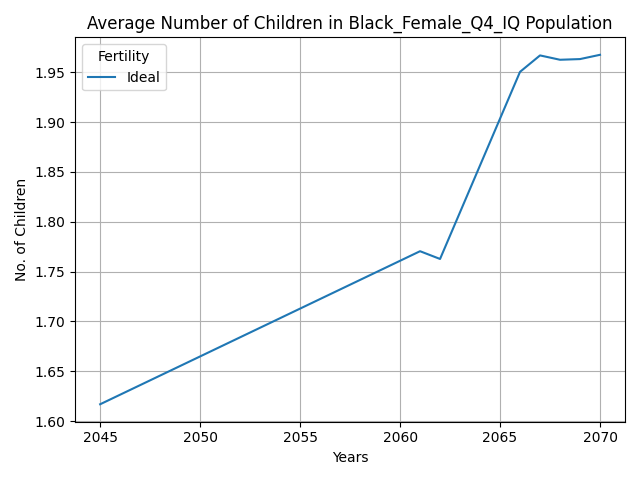 Average Number of Children in Black_Female_Q4_IQ Population
Fertility
Ideal
No. of Children
1.95
1.90
1.85
1.80
1.75
1.70
1.65
1.60
2045 2050 2055 2060 2065 2070
Years